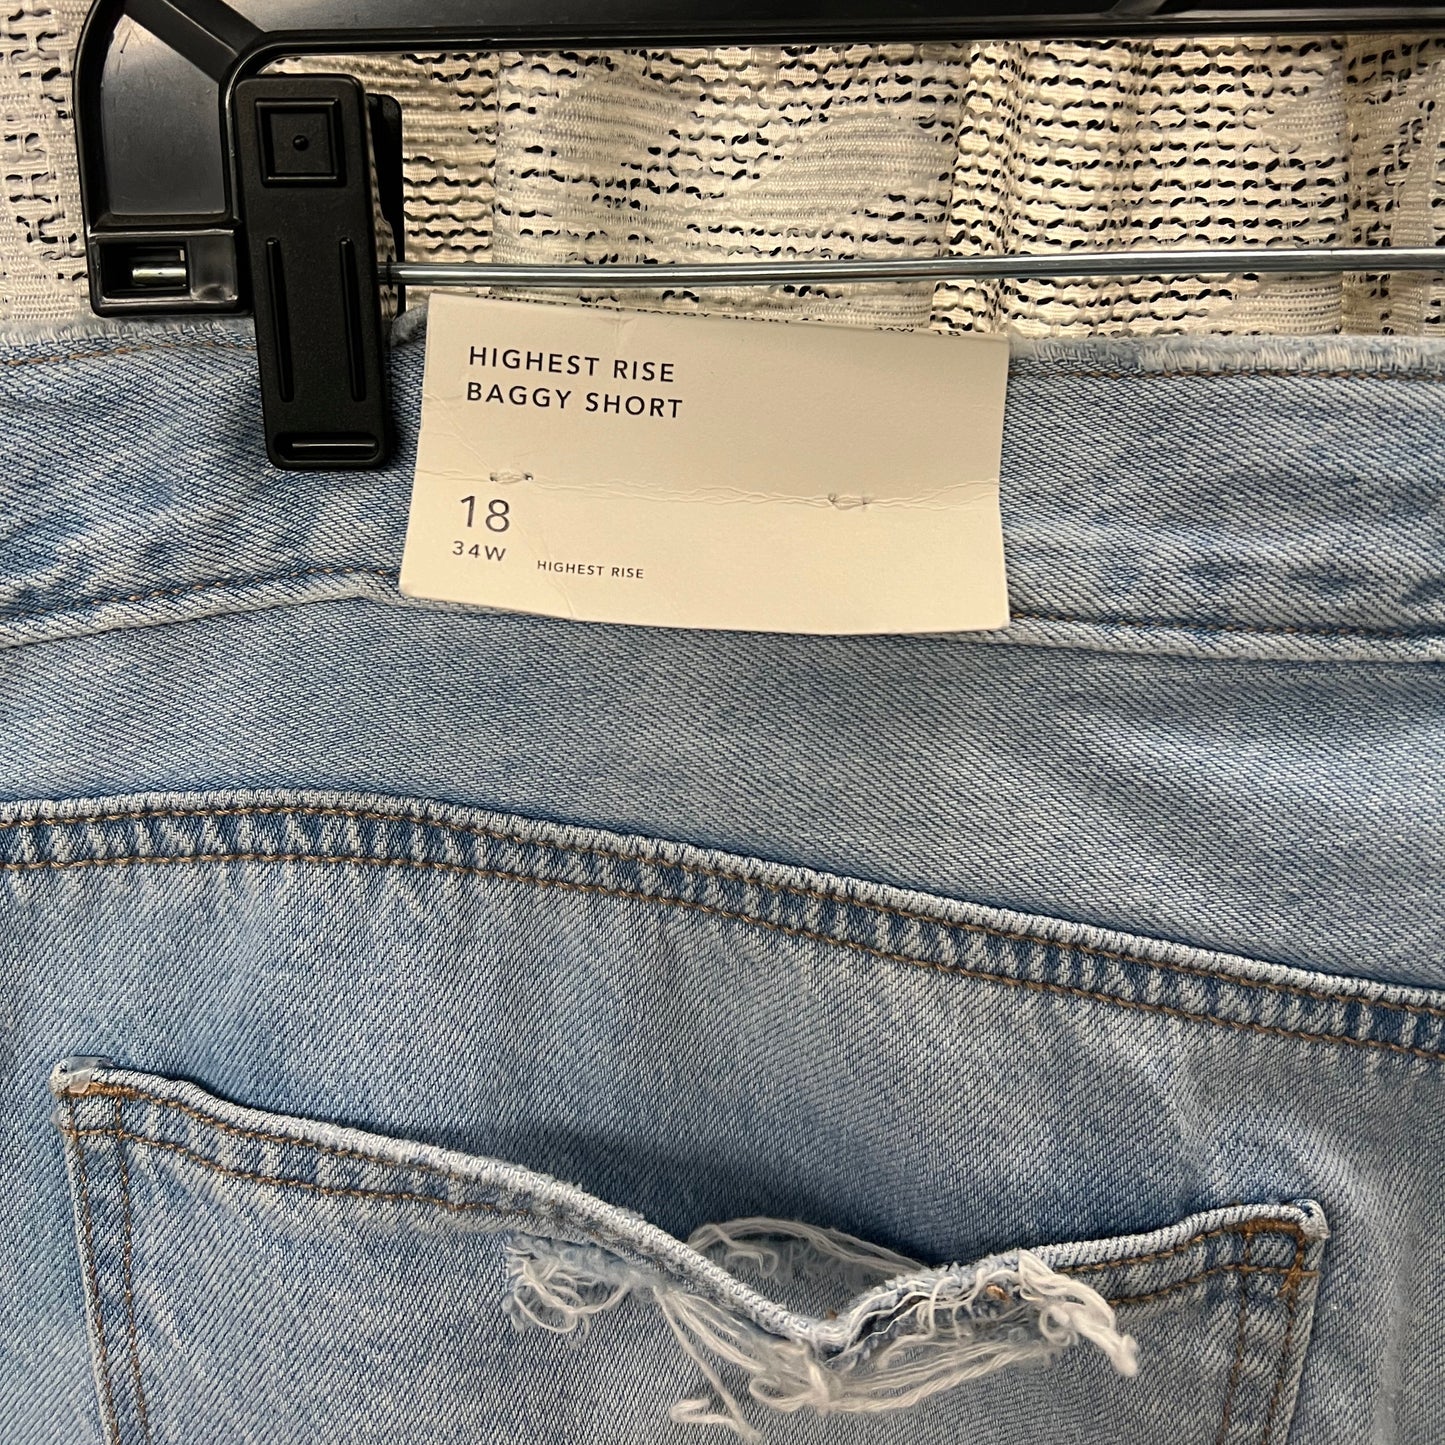 HIGHEST RISE
BAGGY SHORT
18
34W
HIGHEST RISE